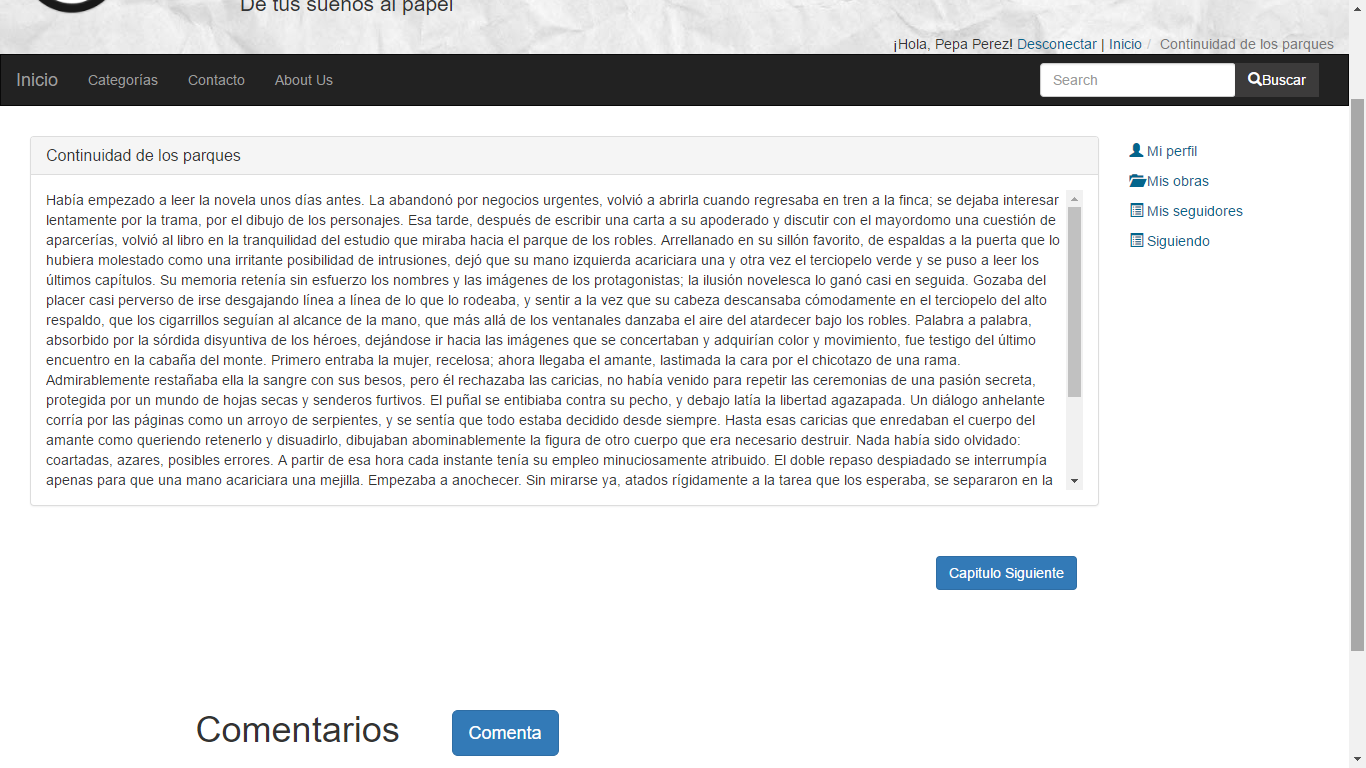 De tus sueños al papel
¡Hola, Pepa Perez! Desconectar | Inicio / Continuidad de los parques
Inicio Categorías Contacto About Us Search Buscar
Continuidad de los parques
Había empezado a leer la novela unos días antes. La abandonó por negocios urgentes, volvió a abrirla cuando regresaba en tren a la finca; se dejaba interesar
lentamente por la trama, por el dibujo de los personajes. Esa tarde, después de escribir una carta a su apoderado y discutir con el mayordomo una cuestión de
aparcerías, volvió al libro en la tranquilidad del estudio que miraba hacia el parque de los robles. Arrellanado en su sillón favorito, de espaldas a la puerta que lo
hubiera molestado como una irritante posibilidad de intrusiones, dejó que su mano izquierda acariciara una y otra vez el terciopelo verde y se puso a leer los
últimos capítulos. Su memoria retenía sin esfuerzo los nombres y las imágenes de los protagonistas; la ilusión novelesca lo ganó casi en seguida. Gozaba del
placer casi perverso de irse desgajando línea a línea de lo que lo rodeaba, y sentir a la vez que su cabeza descansaba cómodamente en el terciopelo del alto
respaldo, que los cigarrillos seguían al alcance de la mano, que más allá de los ventanales danzaba el aire del atardecer bajo los robles. Palabra a palabra,
absorbido por la sórdida disyuntiva de los héroes, dejándose ir hacia las imágenes que se concertaban y adquirían color y movimiento, fue testigo del último
encuentro en la cabaña del monte. Primero entraba la mujer, recelosa; ahora llegaba el amante, lastimada la cara por el chicotazo de una rama.
Admirablemente restañaba ella la sangre con sus besos, pero él rechazaba las caricias, no había venido para repetir las ceremonias de una pasión secreta,
protegida por un mundo de hojas secas y senderos furtivos. El puñal se entibiaba contra su pecho, y debajo latía la libertad agazapada. Un diálogo anhelante
corría por las páginas como un arroyo de serpientes, y se sentía que todo estaba decidido desde siempre. Hasta esas caricias que enredaban el cuerpo del
amante como queriendo retenerlo y disuadirlo, dibujaban abominablemente la figura de otro cuerpo que era necesario destruir. Nada había sido olvidado:
coartadas, azares, posibles errores. A partir de esa hora cada instante tenía su empleo minuciosamente atribuido. El doble repaso despiadado se interrumpía
apenas para que una mano acariciara una mejilla. Empezaba a anochecer. Sin mirarse ya, atados rígidamente a la tarea que los esperaba, se separaron en la
Mi perfil
Mis obras
Mis seguidores
Siguiendo
Capitulo Siguiente
Comentarios Comenta